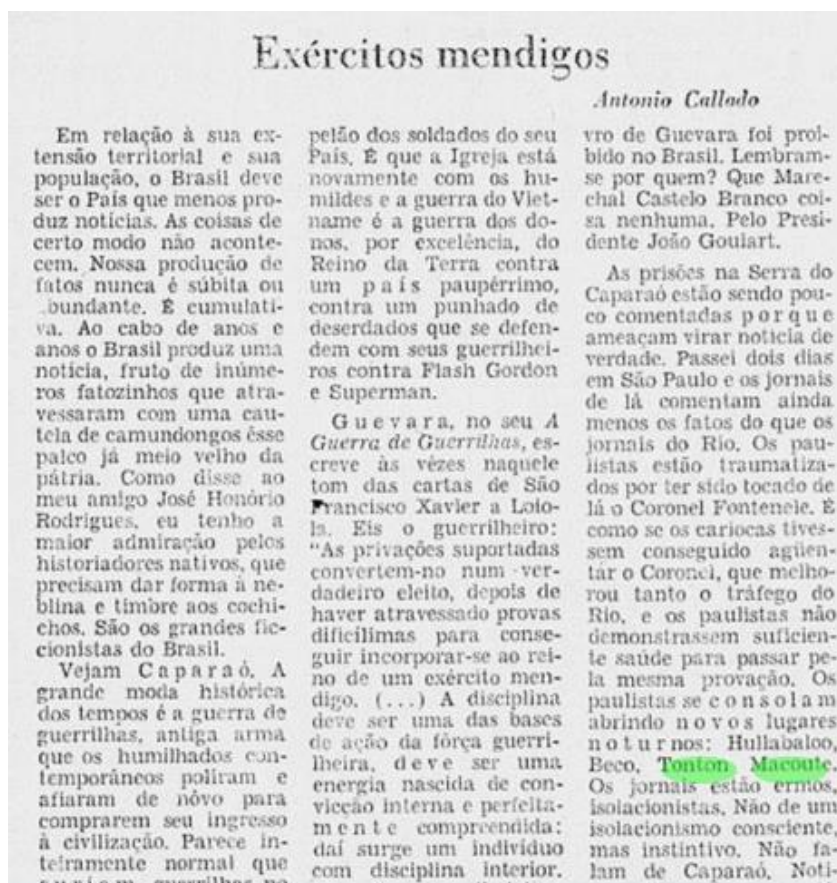 Exércitos mendigos
Antonio Callado
Em relação à sua ex-
tensão territorial e sua
população, o Brasil deve
ser o País que menos pro-
duz notícias. As coisas de
certo modo não aconte-
cem. Nossa produção de
fatos nunca é súbita ou
.bundante. É cumulati-
va. Ao cabo de anos e
anos o Brasil produz uma
notícia, fruto de inúme-
ros fatozinhos que atra-
vessaram com uma cau-
tela de camundongos êsse
palco já meio velho da
pátria. Como disse ao
meu amigo José Honório
Rodrigues, eu tenho a
maior admiração pelos
historiadores nativos, que
precisam dar forma à ne-
blina e timbre aos cochi-
chos. São os grandes fic-
cionistas do Brasil.
Vejam Caparaó. A
grande moda histórica
dos tempos é a guerra de
guerrilhas, antiga arma
que os humilhados con-
temporâneos poliram e
afiaram de nôvo para
comprarem seu ingresso
à civilização. Parece in-
teiramente normal que
pelão dos soldados do seu
País. É que a Igreja está
novamente com os hu-
mildes e a guerra do Viet-
name é a guerra dos do-
nos, por excelência, do
Reino da Terra contra
um país paupérrimo,
contra um punhado de
deserdados que se defen-
dem com seus guerrilhei-
ros contra Flash Gordon
e Superman.
Guevara, no seu A
Guerra de Guerrilhas, es-
creve às vêzes naquele
tom das cartas de São
Francisco Xavier a Loio-
la. Eis o guerrilheiro:
"As privações suportadas
convertem-no num ver-
dadeiro eleito, depois de
haver atravessado provas
dificílimas para conse-
guir incorporar-se ao rei-
no de um exército men-
digo. (...) A disciplina
deve ser uma das bases
de ação da fôrça guerri-
lheira, deve ser uma
energia nascida de con-
vicção interna e perfeita-
mente compreendida:
daí surge um indivíduo
com disciplina interior.
vro de Guevara foi proi-
bido no Brasil. Lembram-
se por quem? Que Mare-
chal Castelo Branco coi-
sa nenhuma. Pelo Presi-
dente João Goulart.
As prisões na Serra do
Caparaó estão sendo pou-
co comentadas porque
ameaçam virar notícia de
verdade. Passei dois dias
em São Paulo e os jornais
de lá comentam ainda
menos os fatos do que os
jornais do Rio. Os pau-
listas estão traumatiza-
dos por ter sido tocado de
lá o Coronel Fontenele. É
como se os cariocas tives-
sem conseguido agüen-
tar o Coronel, que melho-
rou tanto o tráfego do
Rio, e os paulistas não
demonstrassem suficien-
te saúde para passar pe-
la mesma provação. Os
paulistas se consolam
abrindo novos lugares
noturnos: Hullabaloo,
Beco, Tonton Macoute.
Os jornais estão ermos,
isolacionistas. Não de um
isolacionismo consciente,
mas instintivo. Não fa-
lam de Caparaó. Noti-